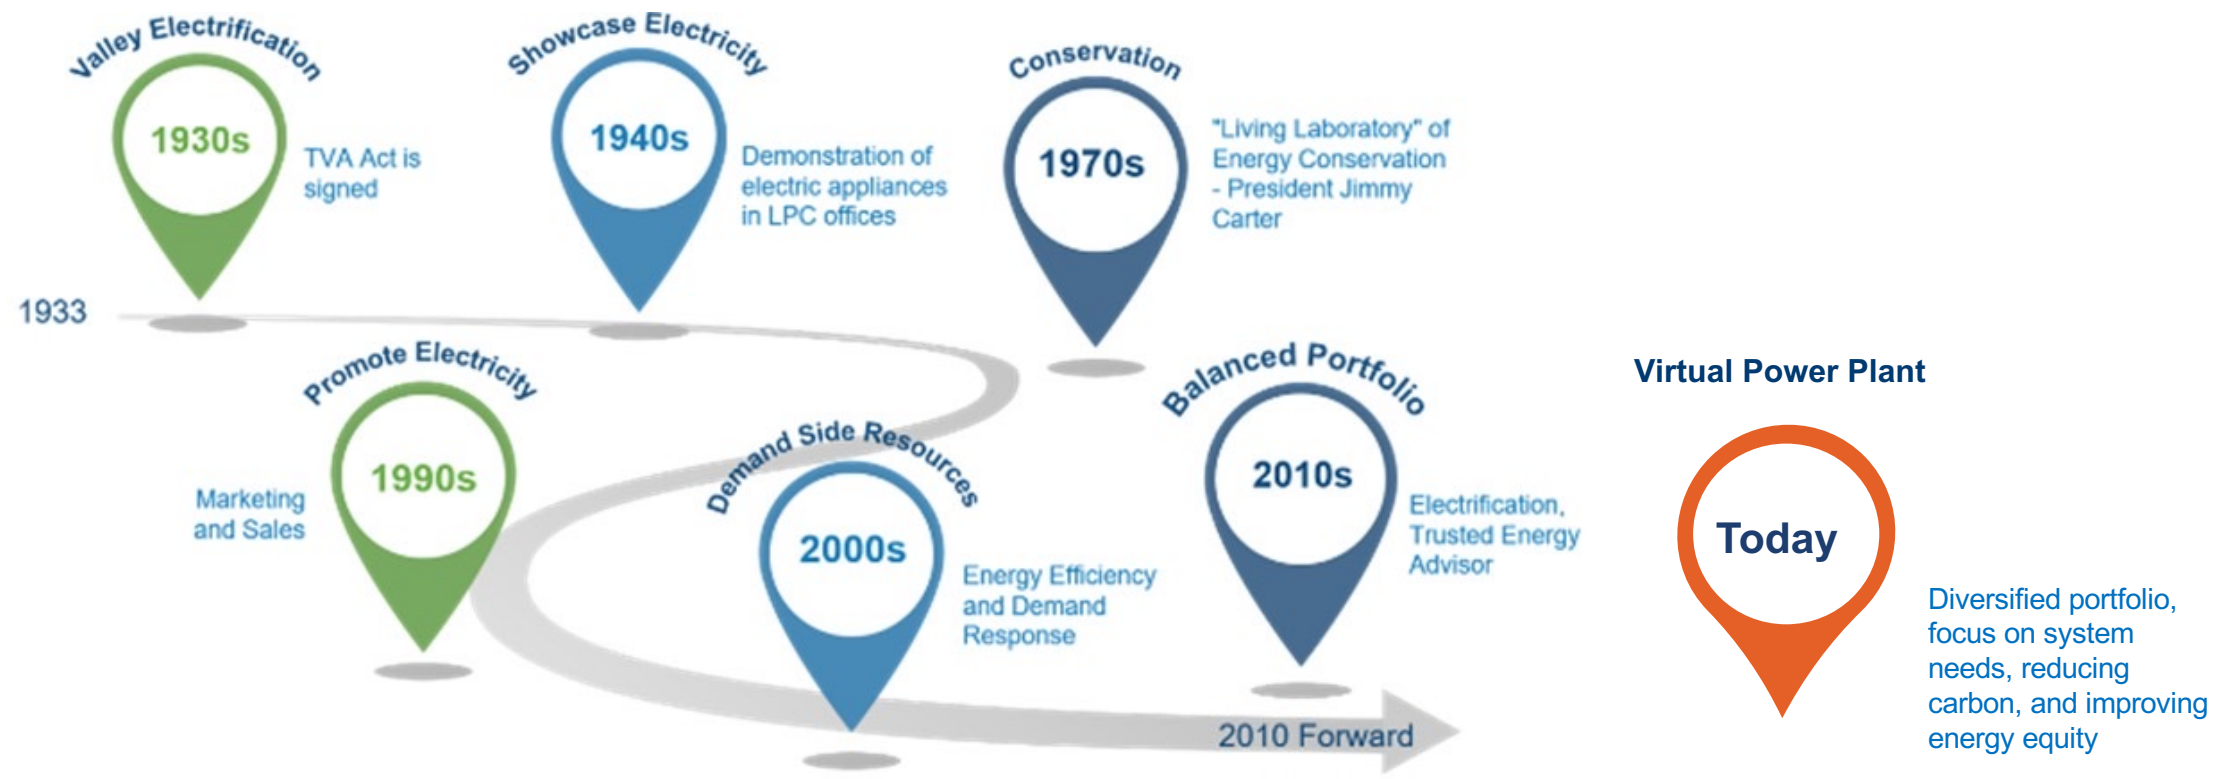 Valley Electrification
1930s
TVA Act is
signed
Showcase Electricity
1940s
Demonstration of
electric appliances
in LPC offices
Conservation
1970s
"Living Laboratory" of
Energy Conservation
- President Jimmy
Carter
1933
Promote Electricity
1990s
Marketing
and Sales
Demand Side Resources
2000s
Energy Efficiency
and Demand
Response
Balanced Portfolio
2010s
Electrification,
Trusted Energy
Advisor
2010 Forward
Virtual Power Plant
Today
Diversified portfolio,
focus on system
needs, reducing
carbon, and improving
energy equity